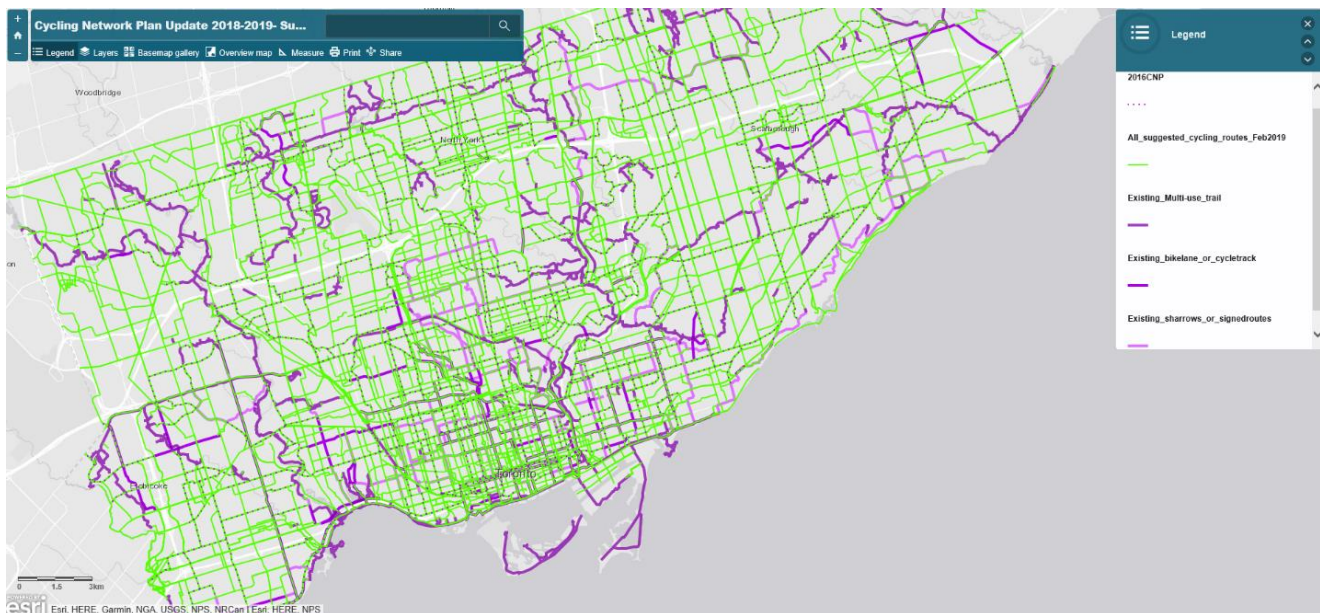 Cycling Network Plan Update 2018-2019- Su...
Legend Layers Basemap gallery Overview map Measure Print Share
Legend
2016CNP
All_suggested_cycling_routes_Feb2019
Existing_Multi-use_trail
Existing_bikelane_or_cycletrack
Existing_sharrows_or_signedroutes
Woodbridge
North York
Scarborough
on
Etobicoke
Toronto
0 1.5 3km
esri
Esri, HERE, Garmin, NGA, USGS, NPS, NRCan | Esri, HERE, NPS